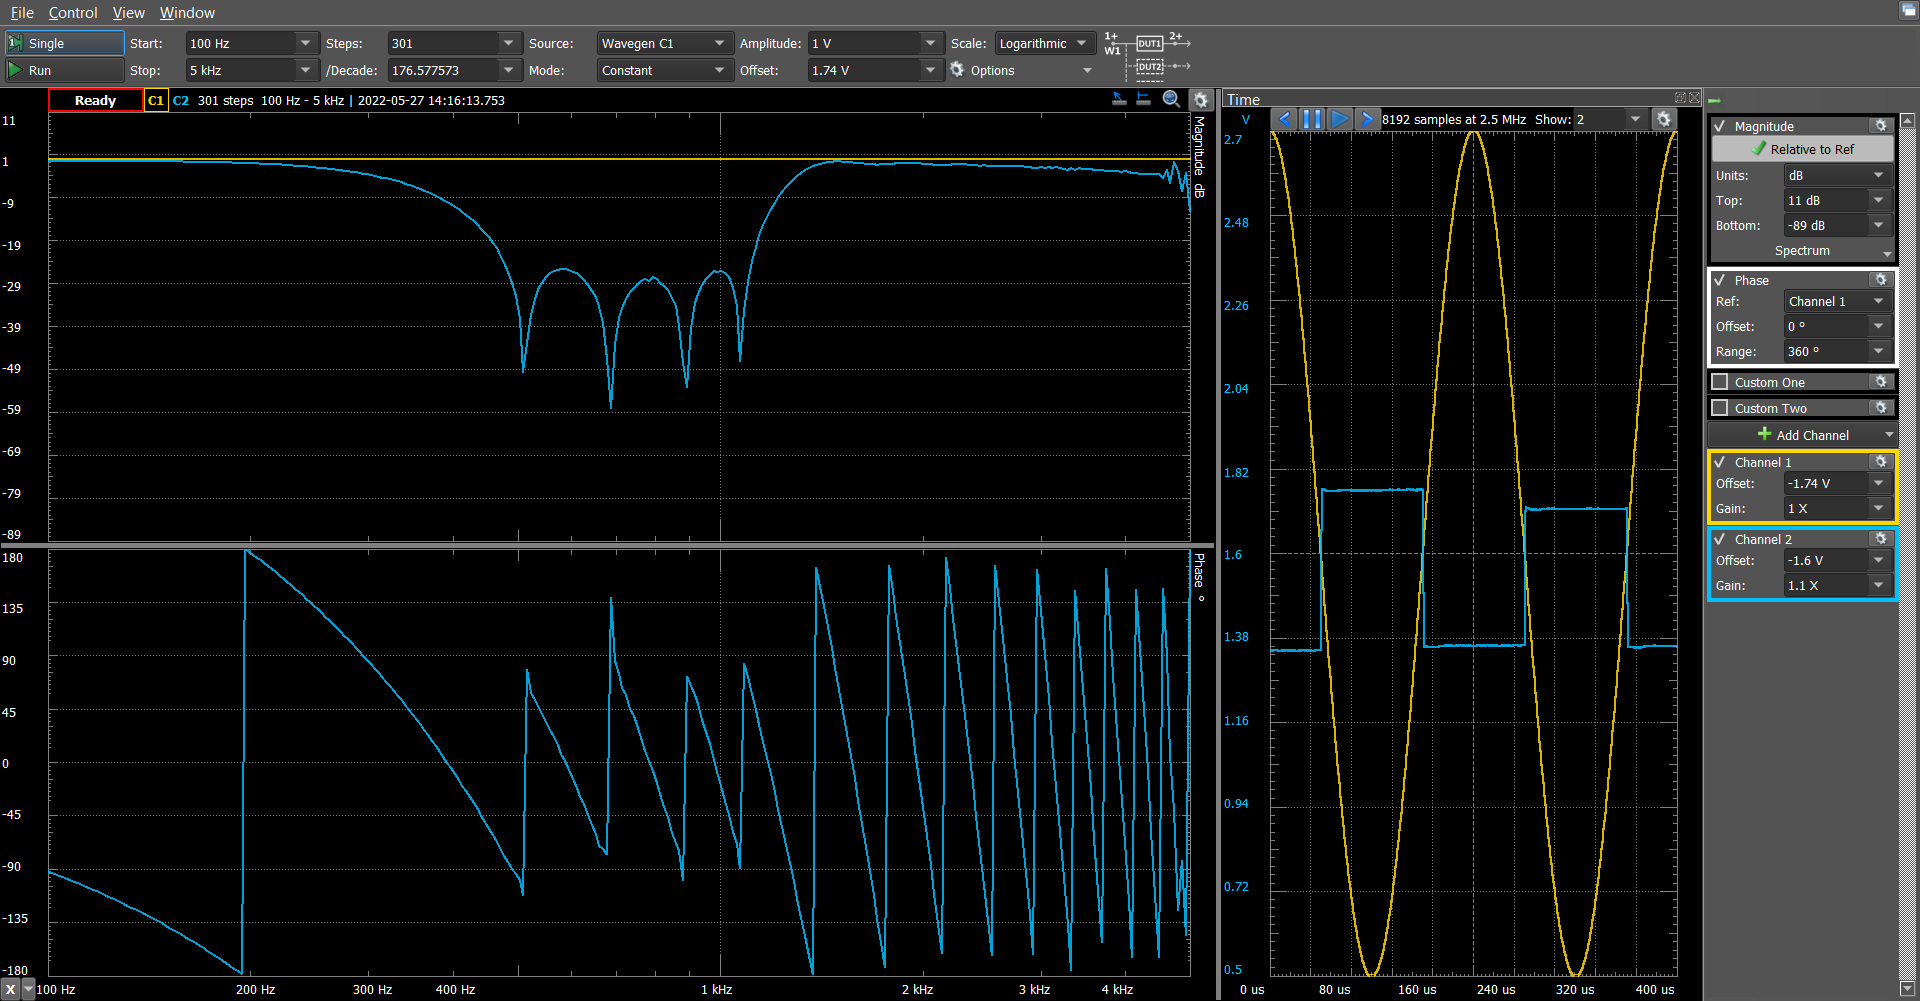 File Control View Window
Single Start: 100 Hz Steps: 301 Source: Wavegen C1 Amplitude: 1 V Scale: Logarithmic 1+ DUT1 2+
W1
Run Stop: 5 kHz /Decade: 176.577573 Mode: Constant Offset: 1.74 V Options DUT2
Ready C1 C2 301 steps 100 Hz - 5 kHz | 2022-05-27 14:16:13.753
11
1
-9
-19
-29
-39
-49
-59
-69
-79
-89
Magnitude dB
180
135
90
45
0
-45
-90
-135
-180
Phase º
X 100 Hz 200 Hz 300 Hz 400 Hz 1 kHz 2 kHz 3 kHz 4 kHz
Time
V 8192 samples at 2.5 MHz Show: 2
2.7
2.48
2.26
2.04
1.82
1.6
1.38
1.16
0.94
0.72
0.5
0 us 80 us 160 us 240 us 320 us 400 us
Magnitude
Relative to Ref
Units: dB
Top: 11 dB
Bottom: -89 dB
Spectrum
Phase
Ref: Channel 1
Offset: 0 º
Range: 360 º
Custom One
Custom Two
Add Channel
Channel 1
Offset: -1.74 V
Gain: 1 X
Channel 2
Offset: -1.6 V
Gain: 1.1 X